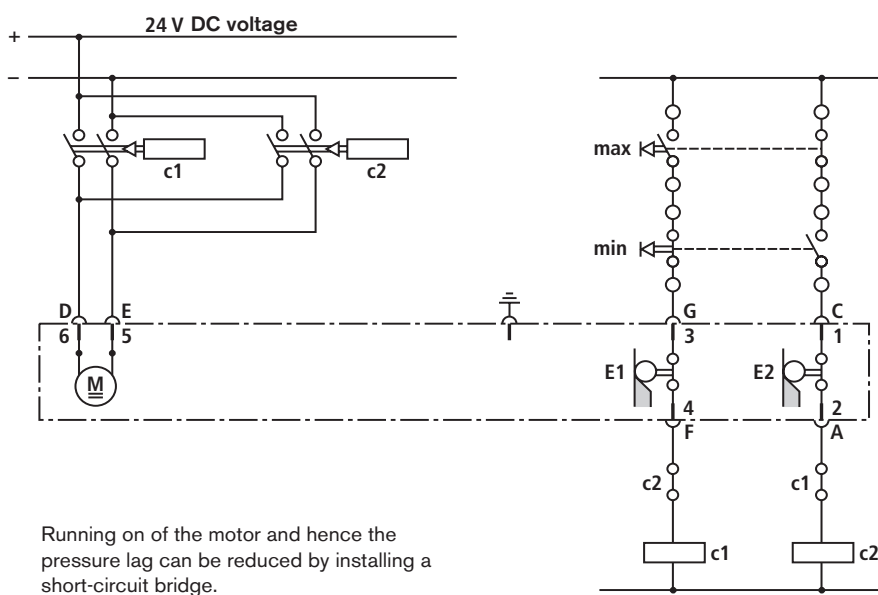 24 V DC voltage
+
–
c1
c2
max
min
D E G C
6 5 3 1
M
E1 E2
4 2
F A
c2 c1
c1 c2
Running on of the motor and hence the
pressure lag can be reduced by installing a
short-circuit bridge.